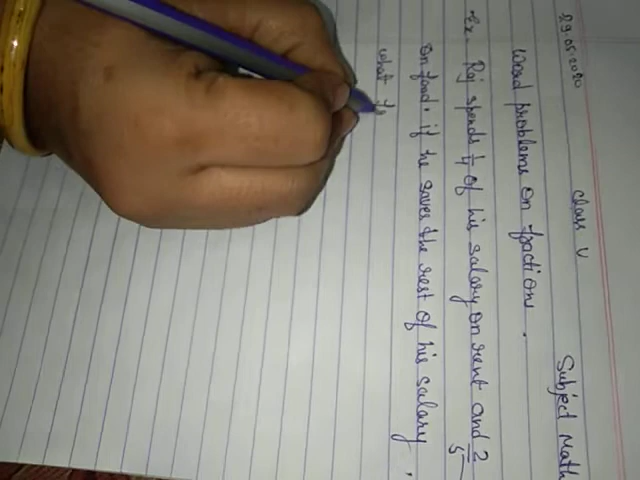 29.05.2020 Class V Subject Math
Word problems on fractions.
Ex. Raj spends 1/4 of his salary on rent and 2/5
on food. if he saves the rest of his salary,
what fr